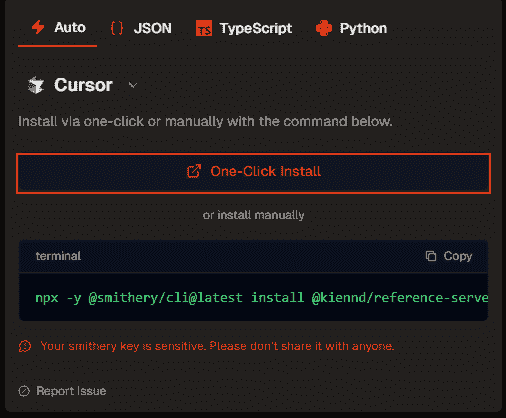 Auto JSON TS TypeScript Python
Cursor
Install via one-click or manually with the command below.
One-Click Install
or install manually
terminal Copy
npx -y @smithery/cli@latest install @kiennd/reference-serve
Your smithery key is sensitive. Please don't share it with anyone.
Report Issue